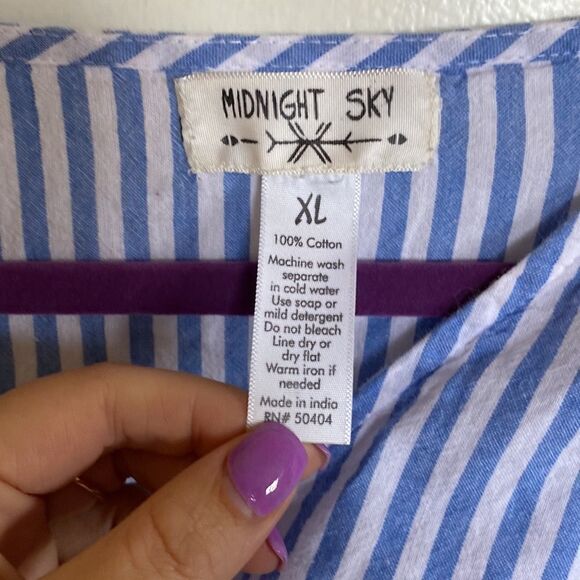 MIDNIGHT SKY
XL
100% Cotton
Machine wash
separate
in cold water
Use soap or
mild detergent
Do not bleach
Line dry or
dry flat
Warm iron if
needed
Made in india
RN# 50404